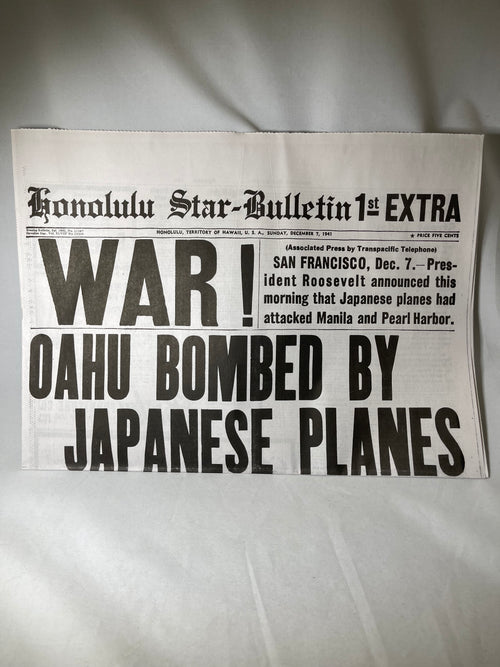 Honolulu Star-Bulletin 1st EXTRA
HONOLULU, TERRITORY OF HAWAII, U. S. A., SUNDAY, DECEMBER 7, 1941
★ PRICE FIVE CENTS
WAR!
(Associated Press by Transpacific Telephone)
SAN FRANCISCO, Dec. 7.—Pres-
ident Roosevelt announced this
morning that Japanese planes had
attacked Manila and Pearl Harbor.
OAHU BOMBED BY
JAPANESE PLANES